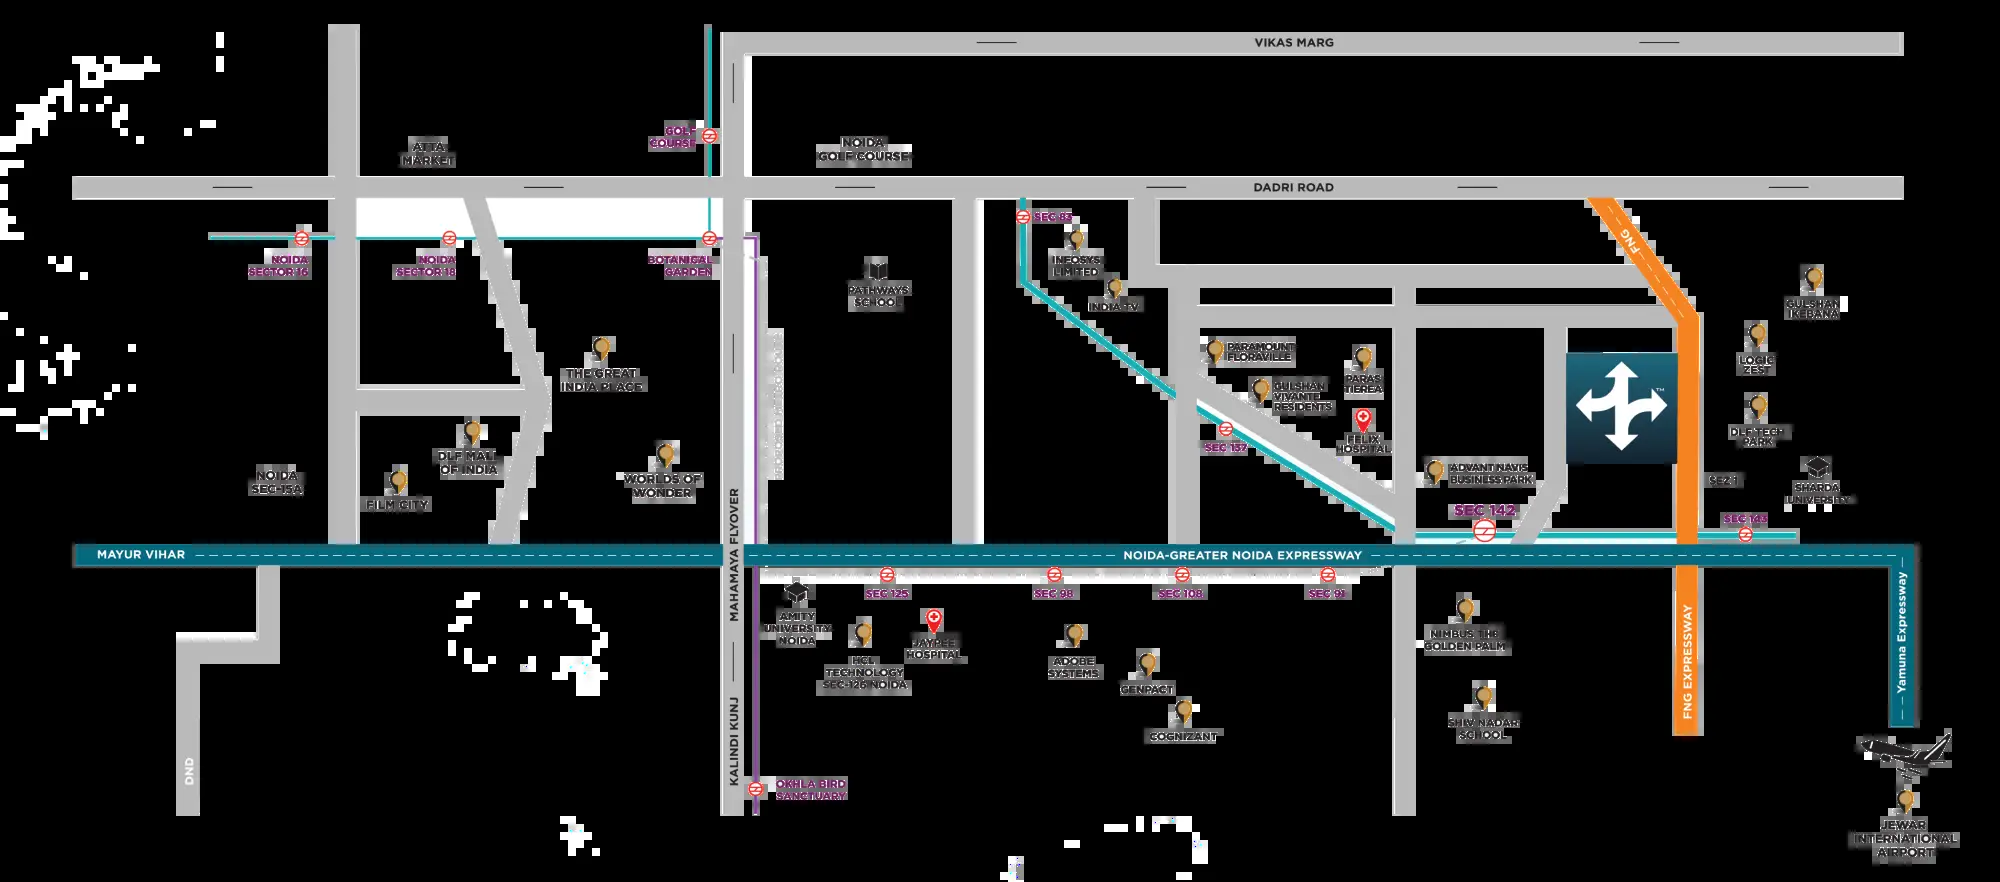 VIKAS MARG
GOLF
COURSE
ATTA
MARKET
NOIDA
GOLF COURSE
DADRI ROAD
SEC 83
FNG
NOIDA
SECTOR 16
NOIDA
SECTOR 18
BOTANICAL
GARDEN
INFOSYS
LIMITED
INDIA TV
PATHWAYS
SCHOOL
GULSHAN
IKEBANA
THE GREAT
INDIA PLACE
PARAMOUNT
FLORAVILLE
PARAS
TIEREA
LOGIC
ZEST
GULSHAN
VIVANTE
RESIDENTS
TM
FELIX
HOSPITAL
DLF TECH
PARK
SEC 137
DLF MALL
OF INDIA
NOIDA
SEC-15A
FILM CITY
WORLDS OF
WONDER
ADVANT NAVIS
BUSINESS PARK
SEZ 1
SHARDA
UNIVERSITY
SEC 142
SEC 143
MAYUR VIHAR
MAHAMAYA FLYOVER
NOIDA-GREATER NOIDA EXPRESSWAY
SEC 125
SEC 98
SEC 108
SEC 91
AMITY
UNIVERSITY
NOIDA
JAYPEE
HOSPITAL
HCL
TECHNOLOGY
SEC-126 NOIDA
ADOBE
SYSTEMS
GENPACT
COGNIZANT
NIMBUS THE
GOLDEN PALM
SHIV NADAR
SCHOOL
FNG EXPRESSWAY
Yamuna Expressway
DND
KALINDI KUNJ
OKHLA BIRD
SANCTUARY
JEWAR
INTERNATIONAL
AIRPORT